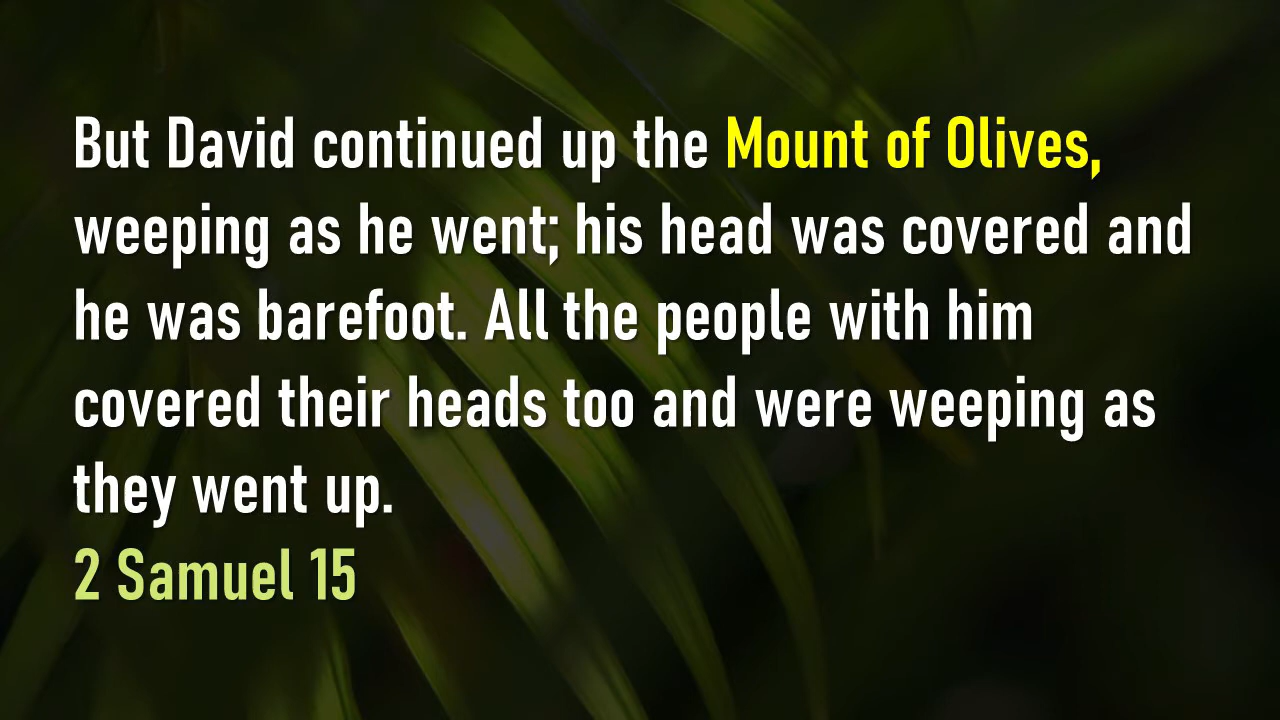 But David continued up the Mount of Olives,
weeping as he went; his head was covered and
he was barefoot. All the people with him
covered their heads too and were weeping as
they went up.
2 Samuel 15